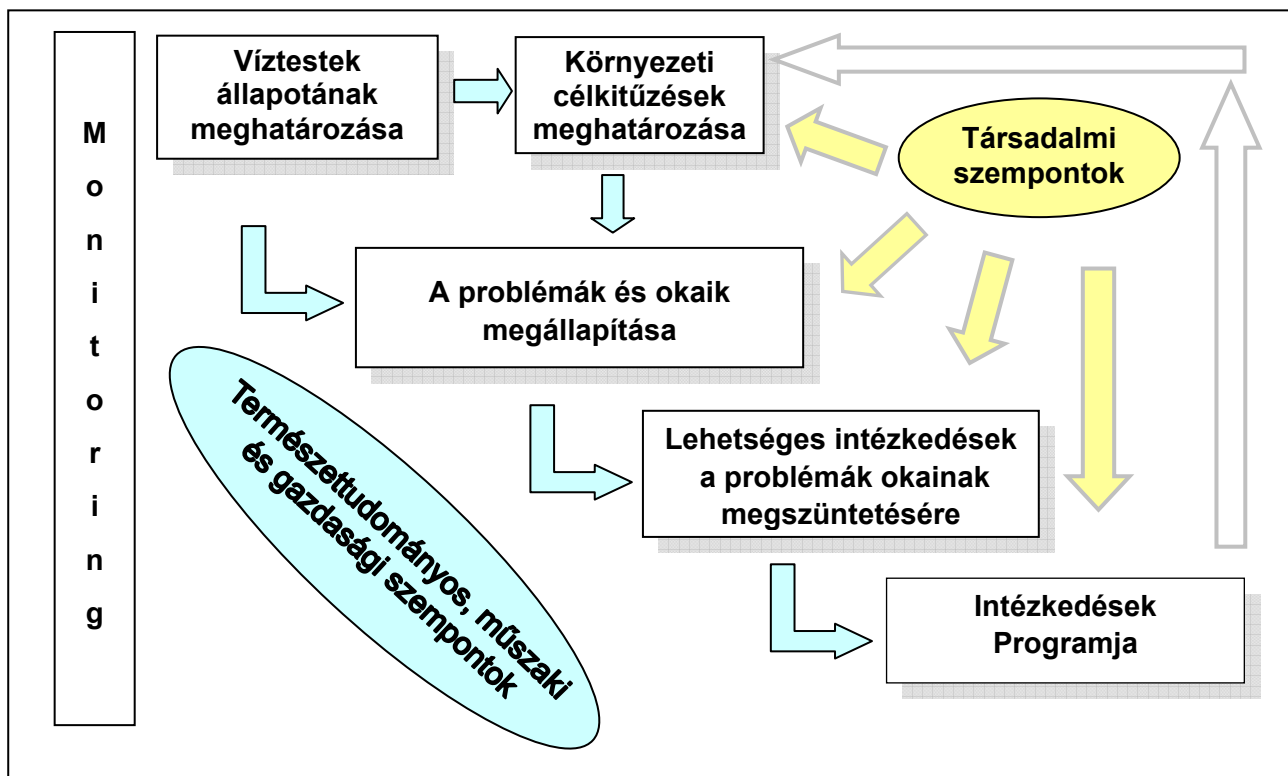 Monitoring
Víztestek
állapotának
meghatározása
Környezeti
célkitűzések
meghatározása
Társadalmi
szempontok
A problémák és okaik
megállapítása
Természettudományos, műszaki
és gazdasági szempontok
Lehetséges intézkedések
a problémák okainak
megszüntetésére
Intézkedések
Programja